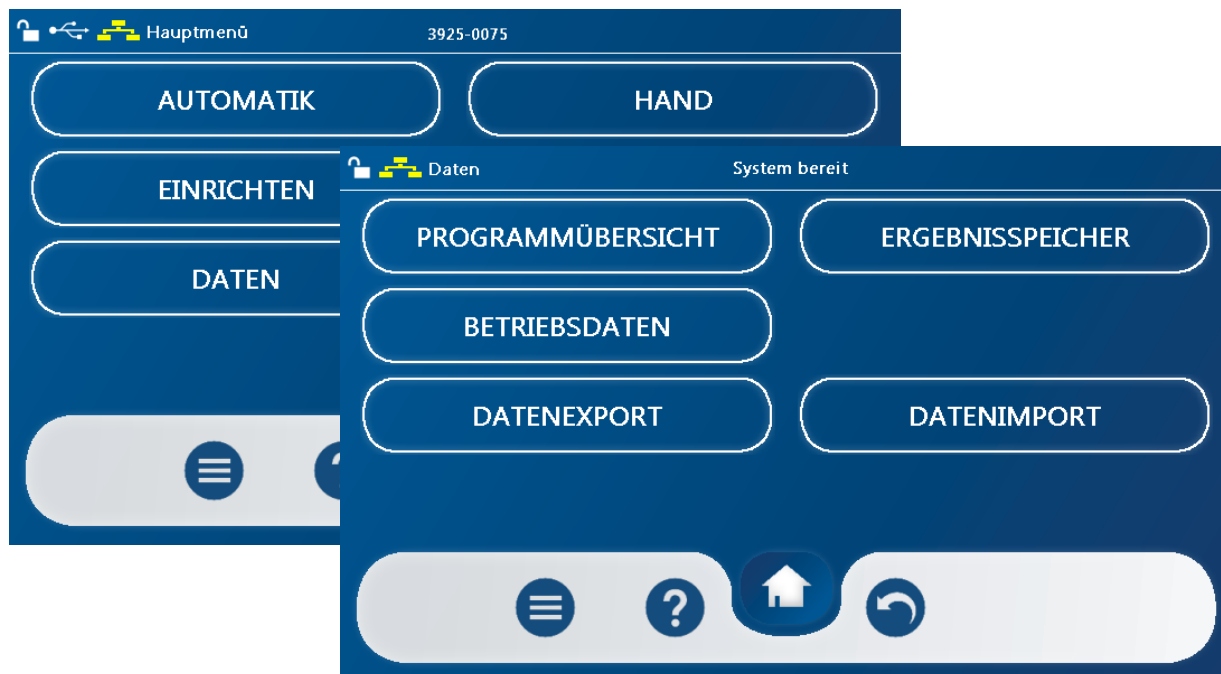 Hauptmenü
3925-0075
AUTOMATIK
HAND
EINRICHTEN
DATEN
Daten
System bereit
PROGRAMMÜBERSICHT
ERGEBNISSPEICHER
BETRIEBSDATEN
DATENEXPORT
DATENIMPORT
?